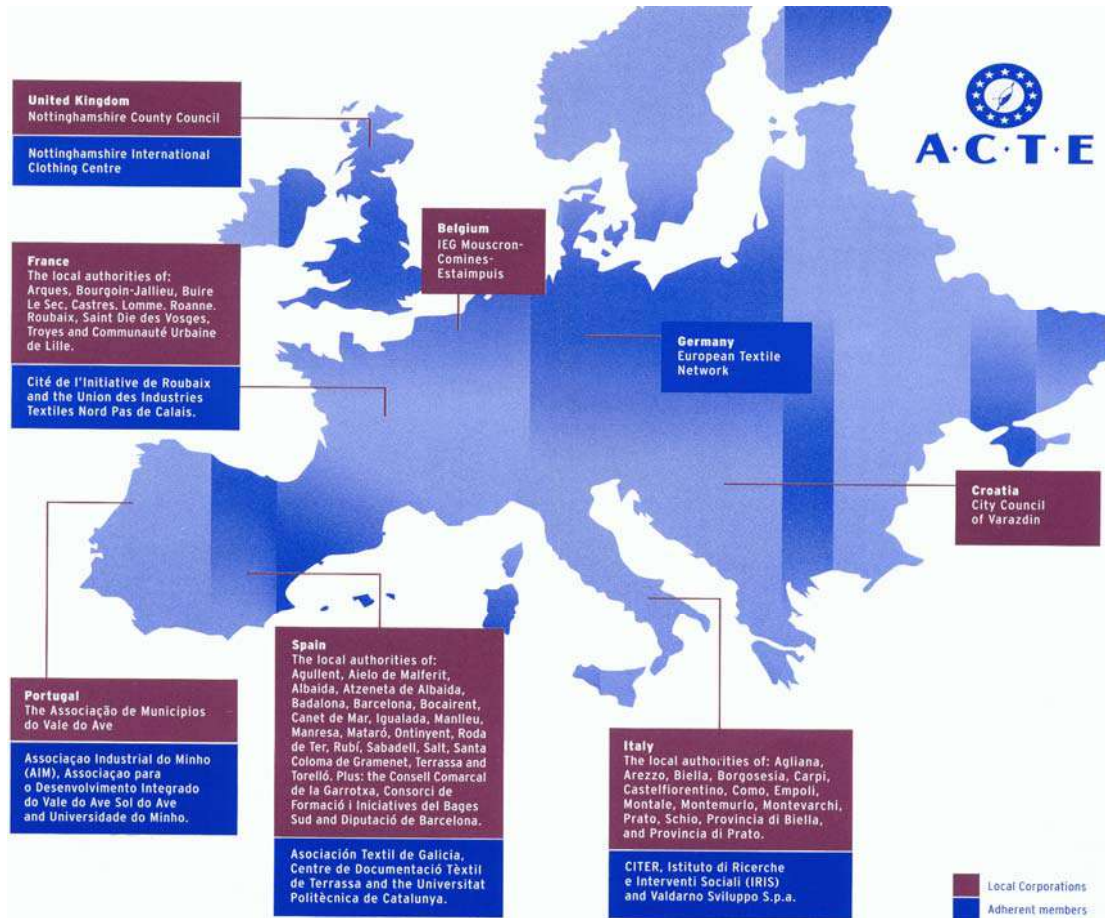 United Kingdom
Nottinghamshire County Council
Nottinghamshire International
Clothing Centre
A·C·T·E
France
The local authorities of:
Arques, Bourgoin-Jallieu, Buire
Le Sec, Castres, Lomme, Roanne,
Roubaix, Saint Die des Vosges,
Troyes and Communauté Urbaine
de Lille.
Cité de l'Initiative de Roubaix
and the Union des Industries
Textiles Nord Pas de Calais.
Belgium
IEG Mouscron-
Comines-
Estaimpuis
Germany
European Textile
Network
Croatia
City Council
of Varazdin
Portugal
The Associação de Municipios
do Vale do Ave
Associaçao Industrial do Minho
(AIM), Associaçao para
o Desenvolvimento Integrado
do Vale do Ave Sol do Ave
and Universidade do Minho.
Spain
The local authorities of:
Agullent, Aielo de Malferit,
Albaida, Atzeneta de Albaida,
Badalona, Barcelona, Bocairent,
Canet de Mar, Igualada, Manlleu,
Manresa, Mataró, Ontinyent, Roda
de Ter, Rubí, Sabadell, Salt, Santa
Coloma de Gramenet, Terrassa and
Torelló. Plus: the Consell Comarcal
de la Garrotxa, Consorci de
Formació i Iniciatives del Bages
Sud and Diputació de Barcelona.
Asociación Textil de Galicia,
Centre de Documentació Tèxtil
de Terrassa and the Universitat
Politècnica de Catalunya.
Italy
The local authorities of: Agliana,
Arezzo, Biella, Borgosesia, Carpi,
Castelfiorentino, Como, Empoli,
Montale, Montemurlo, Montevarchi,
Prato, Schio, Provincia di Biella,
and Provincia di Prato.
CITER, Istituto di Ricerche
e Interventi Sociali (IRIS)
and Valdarno Sviluppo S.p.a.
Local Corporations
Adherent members